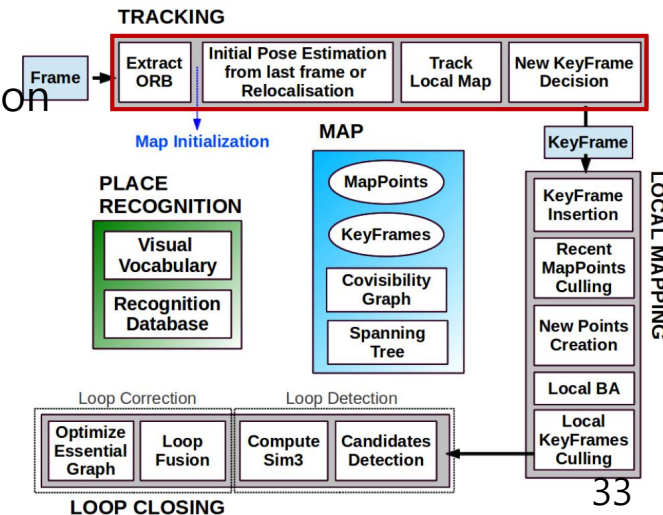 TRACKING
Frame
on
Extract
ORB
Initial Pose Estimation
from last frame or
Relocalisation
Track
Local Map
New KeyFrame
Decision
Map Initialization
KeyFrame
MAP
MapPoints
KeyFrames
Covisibility
Graph
Spanning
Tree
PLACE
RECOGNITION
Visual
Vocabulary
Recognition
Database
LOCAL MAPPING
KeyFrame
Insertion
Recent
MapPoints
Culling
New Points
Creation
Local BA
Local
KeyFrames
Culling
Loop Correction
Loop Detection
Optimize
Essential
Graph
Loop
Fusion
Compute
Sim3
Candidates
Detection
LOOP CLOSING
33